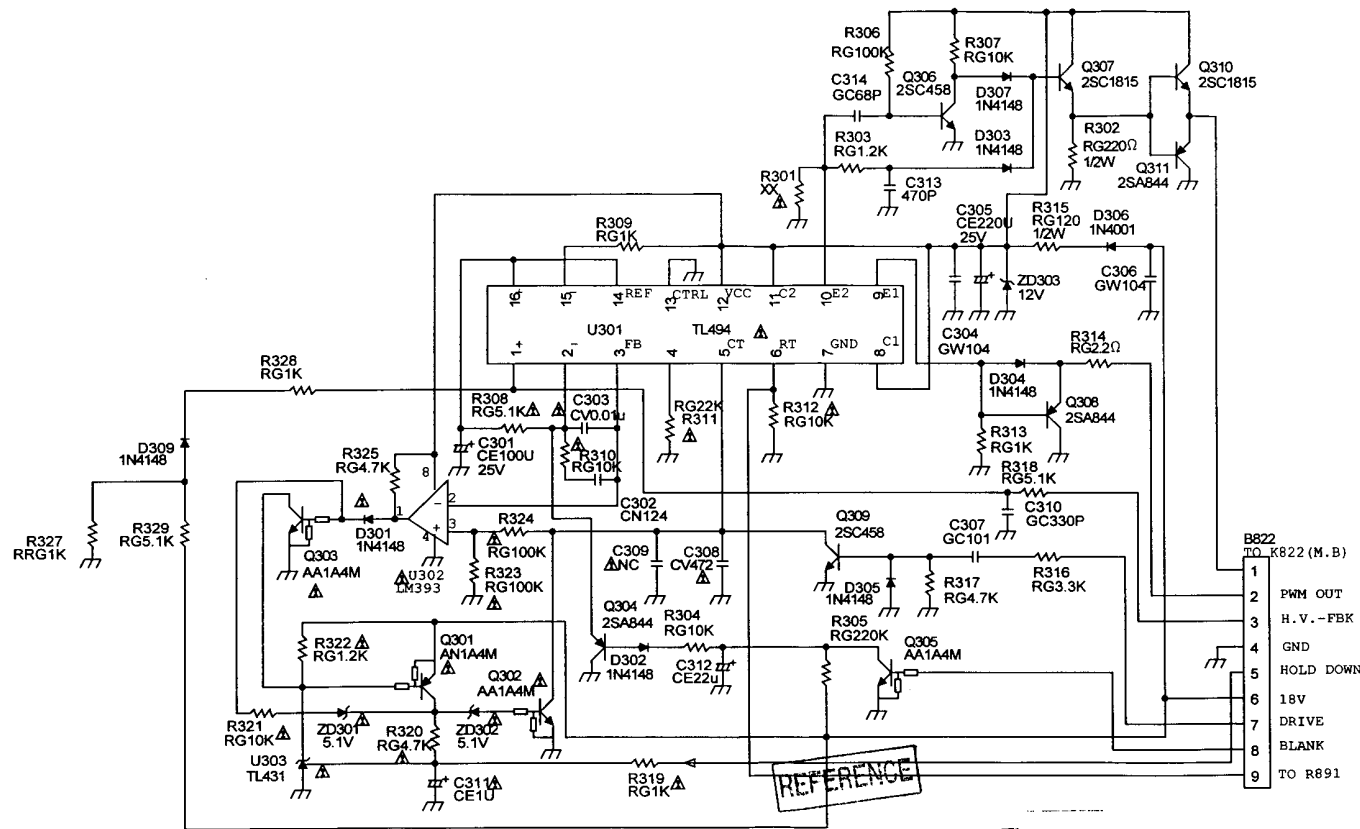 R306
RG100K
R307
RG10K
C314
GC68P
Q306
2SC458
D307
1N4148
Q307
2SC1815
Q310
2SC1815
R303
RG1.2K
D303
1N4148
R302
RG220Ω
1/2W
Q311
2SA844
R301
XX
C313
470P
R309
RG1K
C305
CE220U
25V
R315
RG120
1/2W
D306
1N4001
C306
GW104
ZD303
12V
C304
GW104
16 +
15 -
14 REF
13 CTRL
12 VCC
11 C2
10 E2
9 E1
U301
TL494
1 +
2 -
3 FB
4
5 CT
6 RT
7 GND
8 C1
R328
RG1K
R308
RG5.1K
C303
CV0.01u
RG22K
R311
R312
RG10K
R314
RG2.2Ω
D304
1N4148
Q308
2SA844
R313
RG1K
D309
1N4148
R325
RG4.7K
C301
CE100U
25V
R310
RG10K
C302
CN124
R318
RG5.1K
C310
GC330P
8
2 -
1
3 +
4
R327
RRG1K
R329
RG5.1K
Q303
AA1A4M
D301
1N4148
U302
LM393
R324
RG100K
R323
RG100K
C309
NC
C308
CV472
Q309
2SC458
C307
GC101
D305
1N4148
R317
RG4.7K
R316
RG3.3K
B822
TO K822(M.B)
1
2 PWM OUT
3 H.V.-FBK
4 GND
5 HOLD DOWN
6 18V
7 DRIVE
8 BLANK
9 TO R891
Q304
2SA844
R304
RG10K
D302
1N4148
C312
CE22u
R305
RG220K
Q305
AA1A4M
R322
RG1.2K
Q301
AN1A4M
Q302
AA1A4M
R321
RG10K
ZD301
5.1V
R320
RG4.7K
ZD302
5.1V
U303
TL431
C311
CE1U
R319
RG1K
REFERENCE